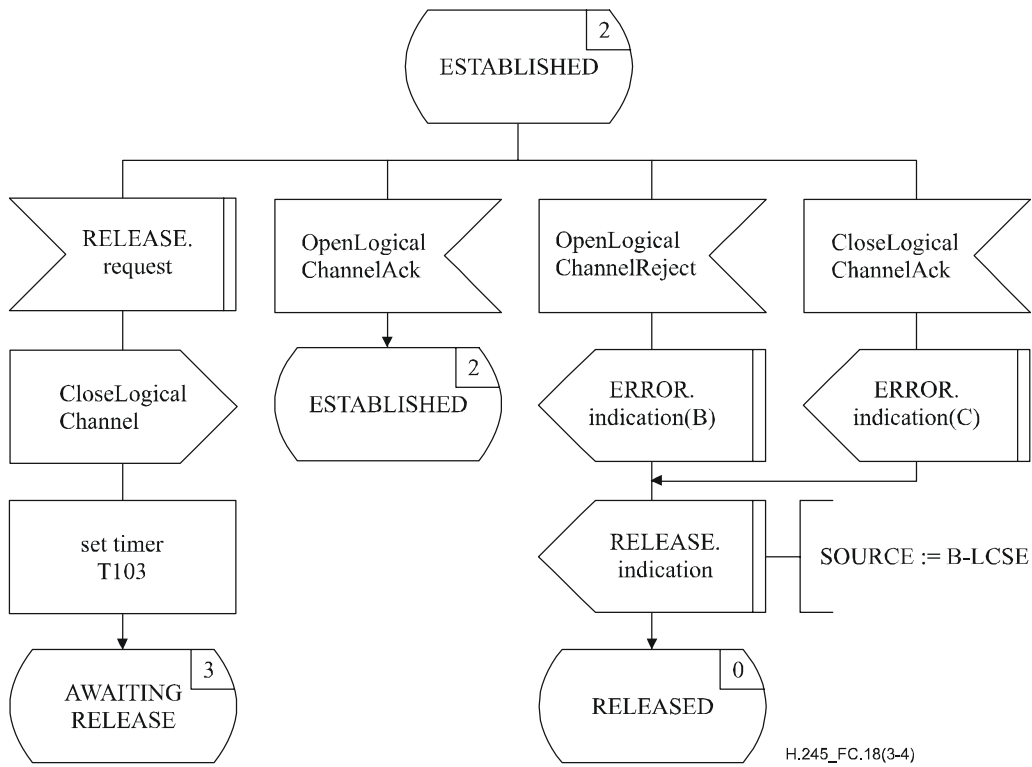 2
ESTABLISHED
RELEASE.
request
OpenLogical
ChannelAck
OpenLogical
ChannelReject
CloseLogical
ChannelAck
CloseLogical
Channel
2
ESTABLISHED
ERROR.
indication(B)
ERROR.
indication(C)
set timer
T103
RELEASE.
indication
SOURCE := B-LCSE
3
AWAITING
RELEASE
0
RELEASED
H.245_FC.18(3-4)